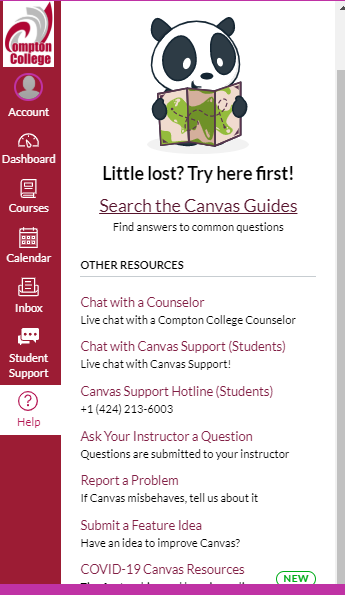 Compton
College
Account
Dashboard
Courses
Calendar
Inbox
Student
Support
Help
Little lost? Try here first!
Search the Canvas Guides
Find answers to common questions
OTHER RESOURCES
Chat with a Counselor
Live chat with a Compton College Counselor
Chat with Canvas Support (Students)
Live chat with Canvas Support!
Canvas Support Hotline (Students)
+1 (424) 213-6003
Ask Your Instructor a Question
Questions are submitted to your instructor
Report a Problem
If Canvas misbehaves, tell us about it
Submit a Feature Idea
Have an idea to improve Canvas?
COVID-19 Canvas Resources
NEW